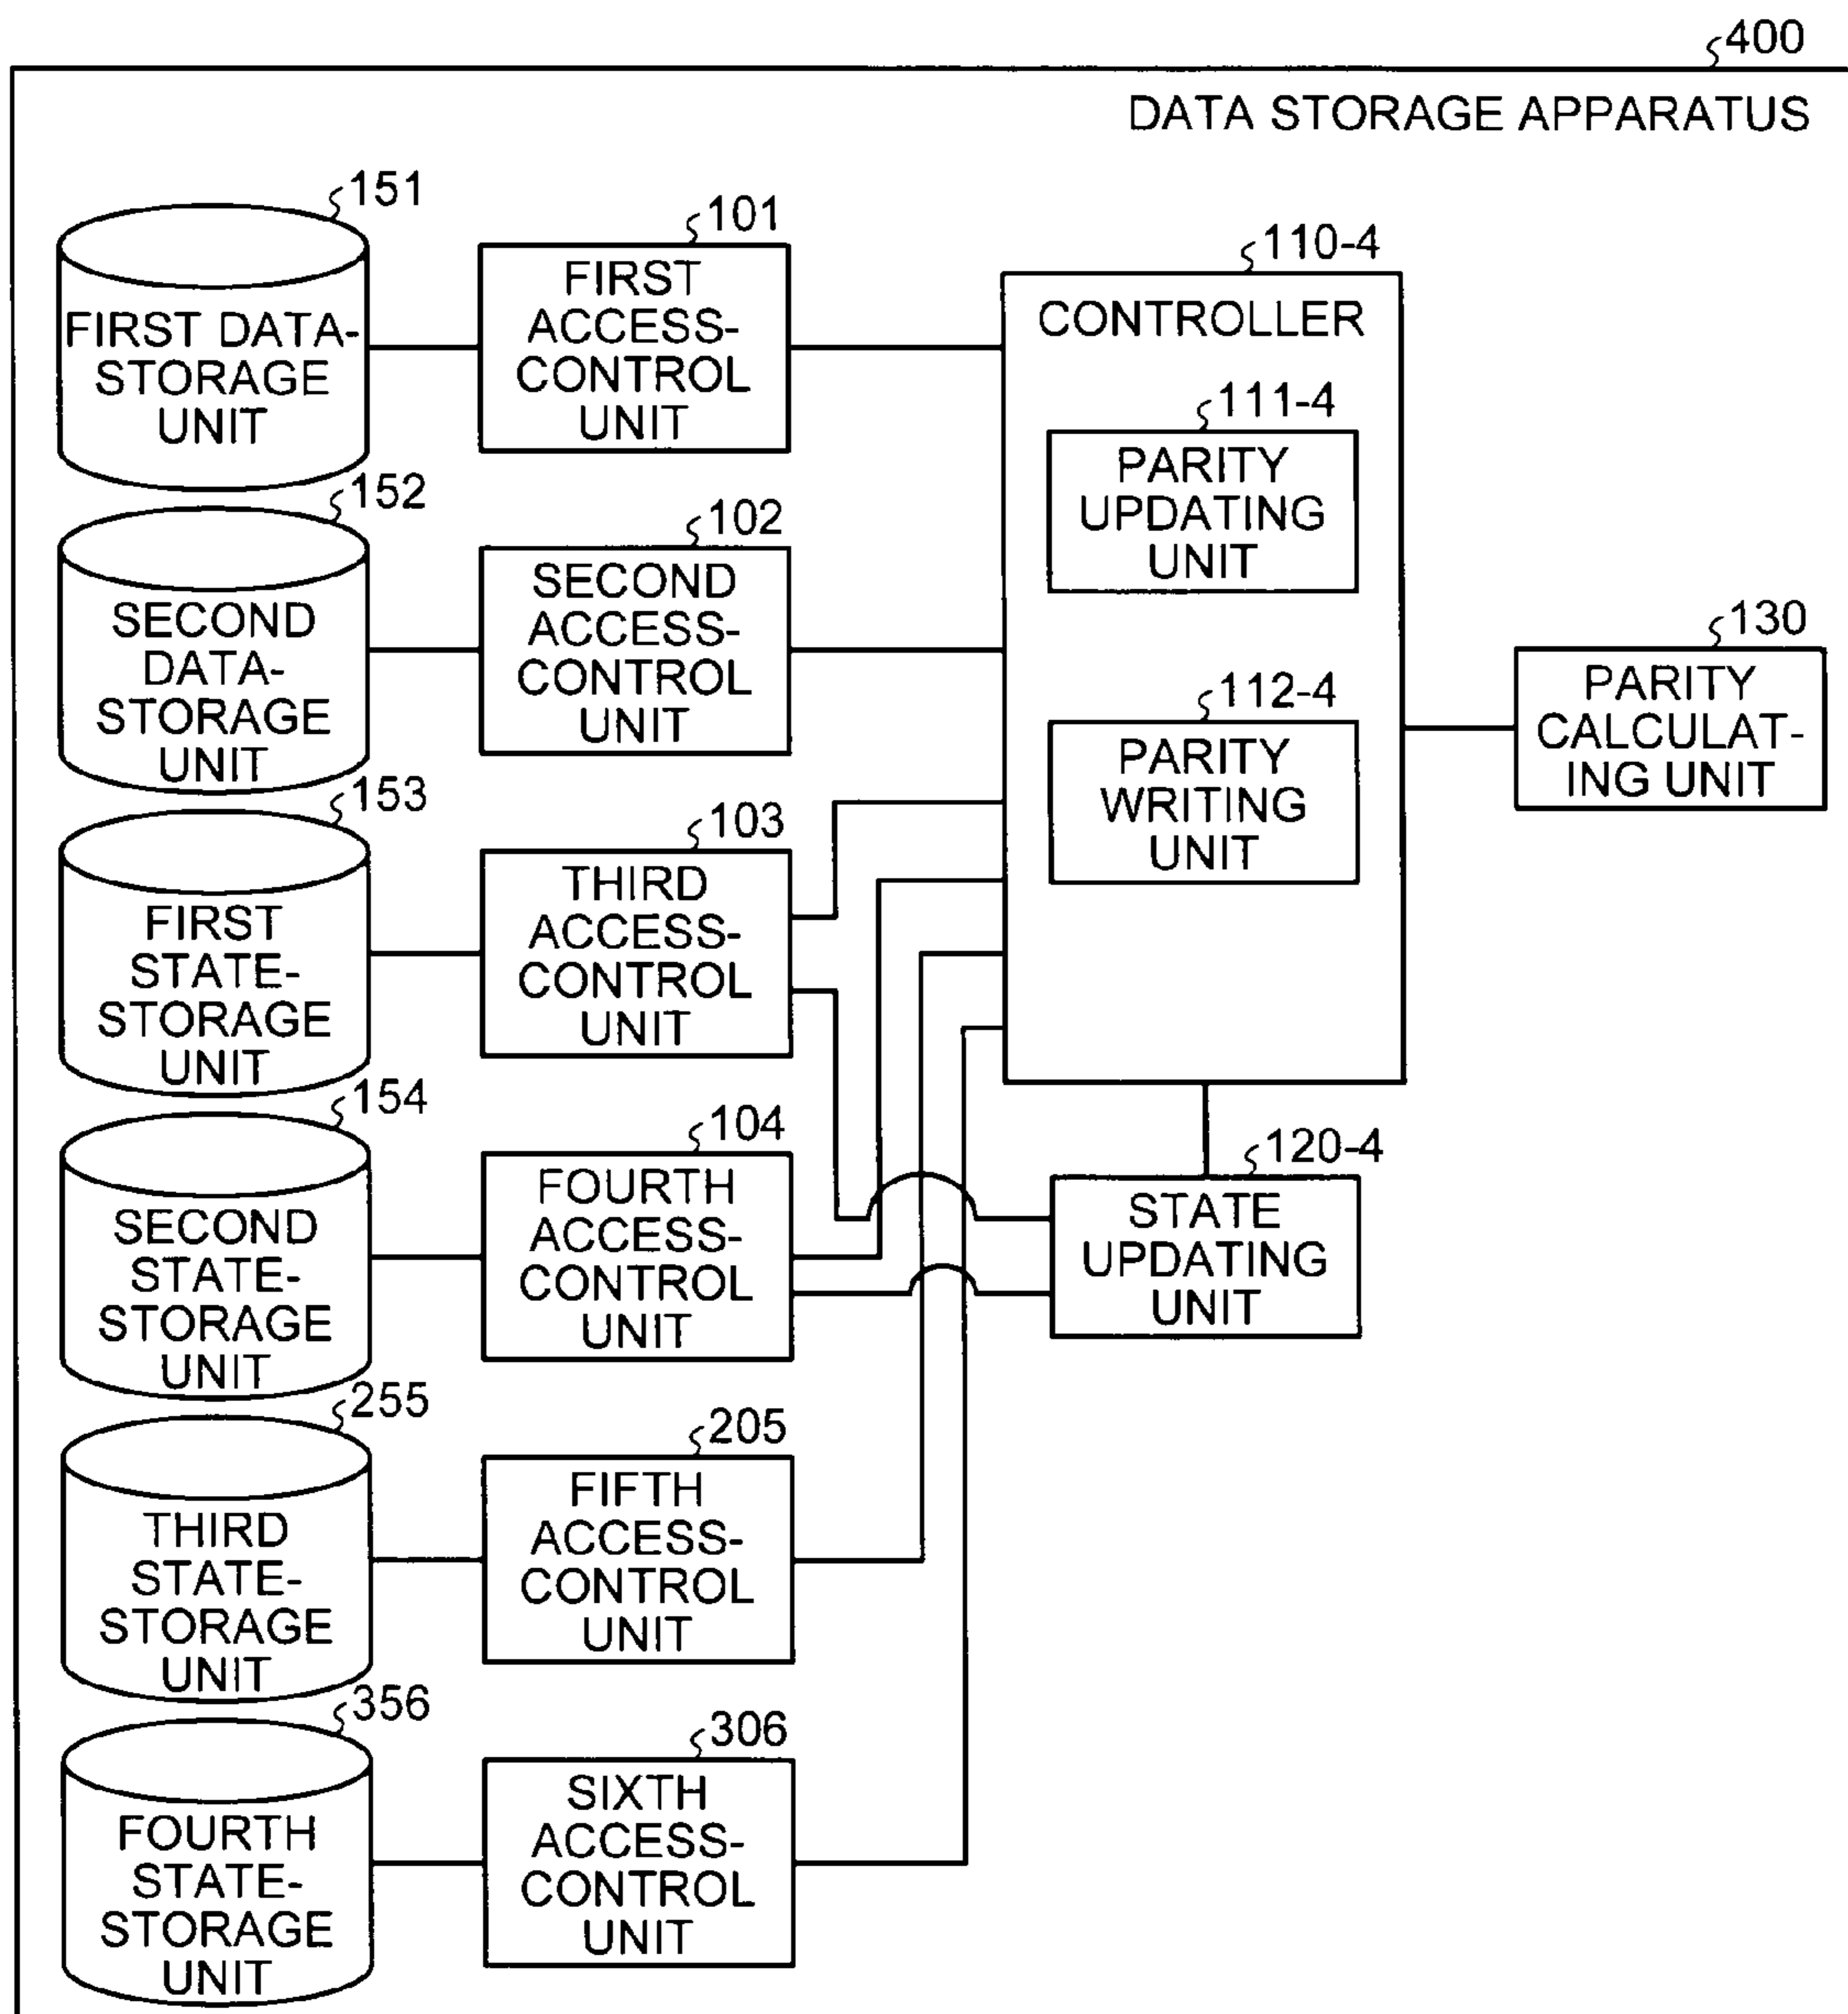 400
DATA STORAGE APPARATUS
151
FIRST DATA-
STORAGE
UNIT
101
FIRST
ACCESS-
CONTROL
UNIT
110-4
CONTROLLER
111-4
PARITY
UPDATING
UNIT
152
SECOND
DATA-
STORAGE
UNIT
102
SECOND
ACCESS-
CONTROL
UNIT
112-4
PARITY
WRITING
UNIT
130
PARITY
CALCULAT-
ING UNIT
153
FIRST
STATE-
STORAGE
UNIT
103
THIRD
ACCESS-
CONTROL
UNIT
154
SECOND
STATE-
STORAGE
UNIT
104
FOURTH
ACCESS-
CONTROL
UNIT
120-4
STATE
UPDATING
UNIT
255
THIRD
STATE-
STORAGE
UNIT
205
FIFTH
ACCESS-
CONTROL
UNIT
356
FOURTH
STATE-
STORAGE
UNIT
306
SIXTH
ACCESS-
CONTROL
UNIT